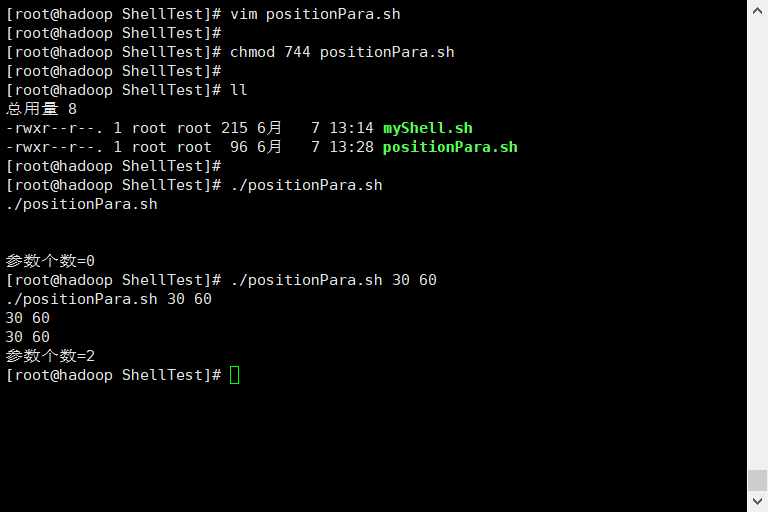 [root@hadoop ShellTest]# vim positionPara.sh
[root@hadoop ShellTest]#
[root@hadoop ShellTest]# chmod 744 positionPara.sh
[root@hadoop ShellTest]#
[root@hadoop ShellTest]# ll
总用量 8
-rwxr--r--. 1 root root 215 6月   7 13:14 myShell.sh
-rwxr--r--. 1 root root  96 6月   7 13:28 positionPara.sh
[root@hadoop ShellTest]#
[root@hadoop ShellTest]# ./positionPara.sh
./positionPara.sh
参数个数=0
[root@hadoop ShellTest]# ./positionPara.sh 30 60
./positionPara.sh 30 60
30 60
30 60
参数个数=2
[root@hadoop ShellTest]#